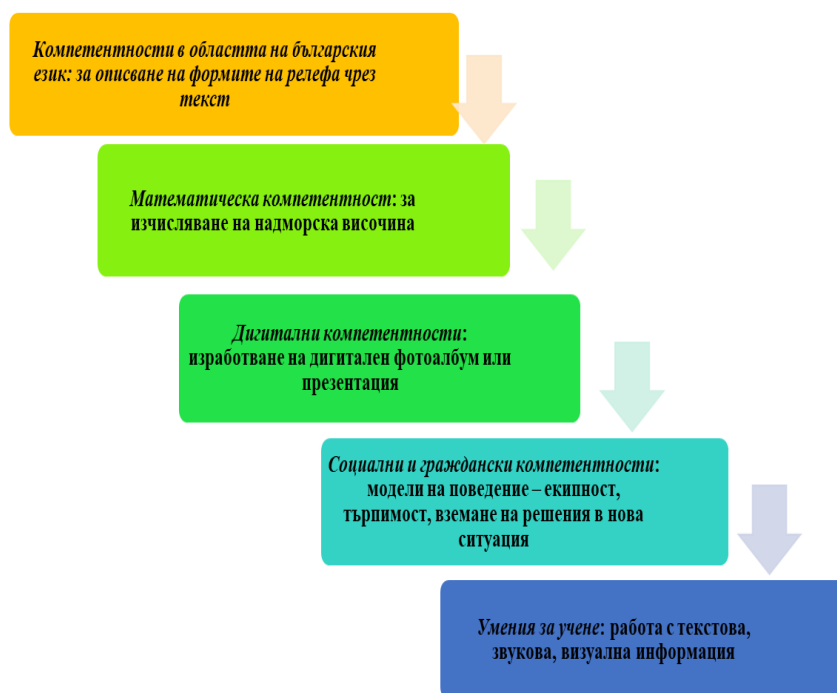 Компетентности в областта на българския
език: за описване на формите на релефа чрез
текст
Математическа компетентност: за
изчисляване на надморска височина
Дигитални компетентности:
изработване на дигитален фотоалбум или
презентация
Социални и граждански компетентности:
модели на поведение – екипност,
търпимост, вземане на решения в нова
ситуация
Умения за учене: работа с текстова,
звукова, визуална информация